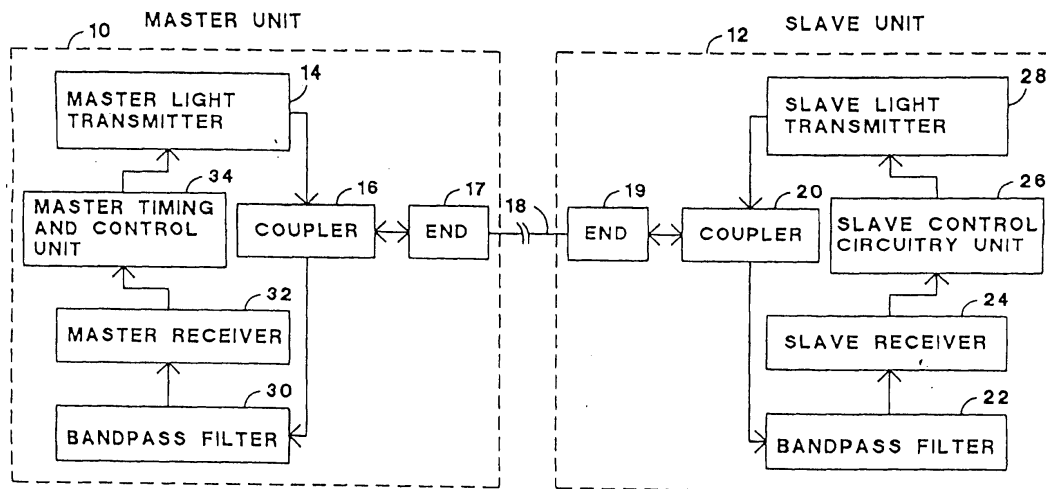 MASTER UNIT
10
14
MASTER LIGHT
TRANSMITTER
34
MASTER TIMING
AND CONTROL
UNIT
16
COUPLER
17
END
18
32
MASTER RECEIVER
30
BANDPASS FILTER
SLAVE UNIT
12
28
SLAVE LIGHT
TRANSMITTER
19
END
20
COUPLER
26
SLAVE CONTROL
CIRCUITRY UNIT
24
SLAVE RECEIVER
22
BANDPASS FILTER